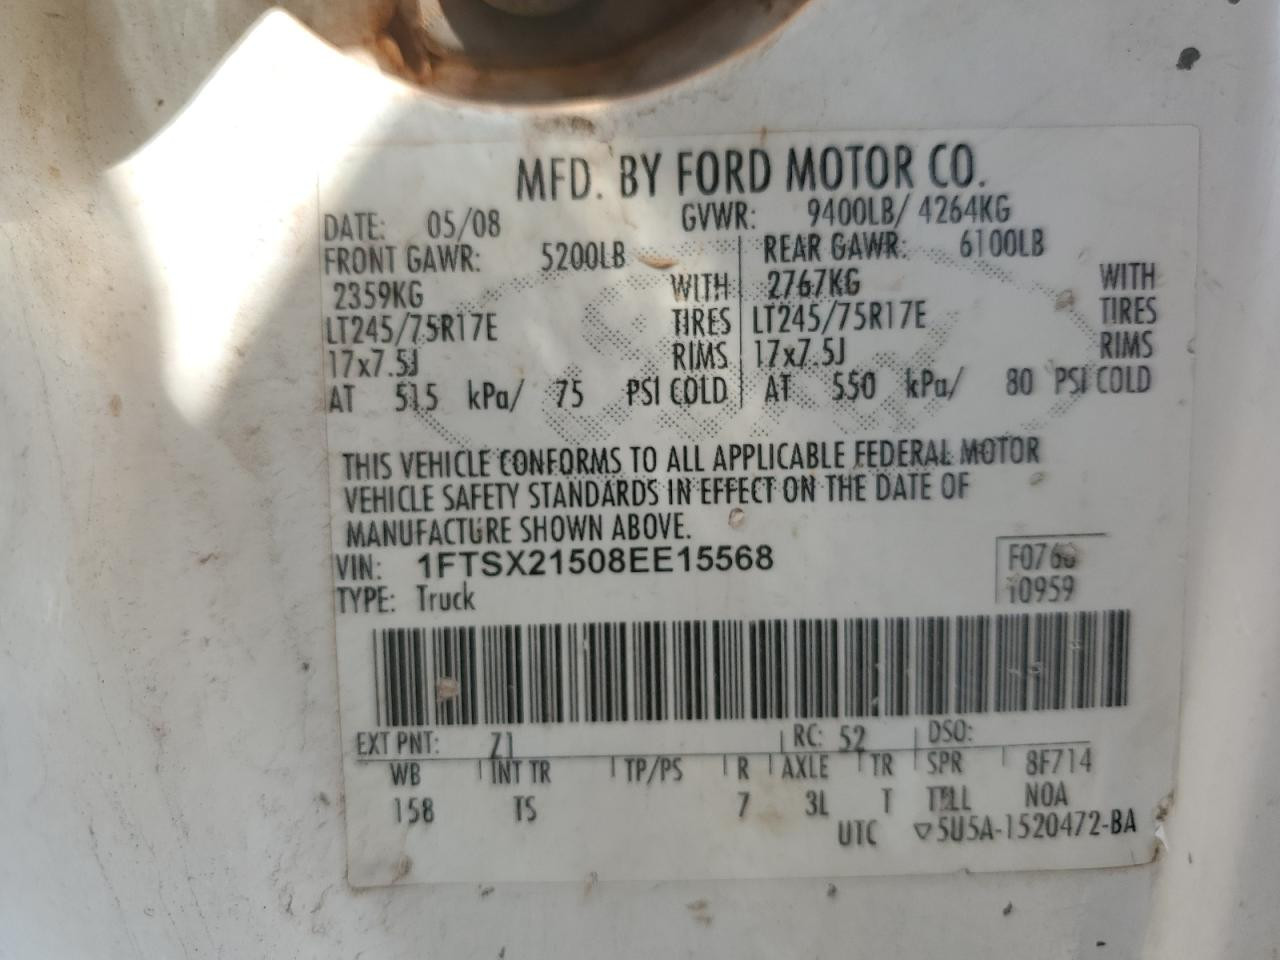 MFD. BY FORD MOTOR CO.
DATE: 05/08 GVWR: 9400LB/ 4264KG
FRONT GAWR: 5200LB REAR GAWR: 6100LB
2359KG WITH 2767KG WITH
LT245/75R17E TIRES LT245/75R17E TIRES
17x7.5J RIMS 17x7.5J RIMS
AT 515 kPa/ 75 PSI COLD AT 550 kPa/ 80 PSI COLD
THIS VEHICLE CONFORMS TO ALL APPLICABLE FEDERAL MOTOR
VEHICLE SAFETY STANDARDS IN EFFECT ON THE DATE OF
MANUFACTURE SHOWN ABOVE.
VIN: 1FTSX21508EE15568
TYPE: Truck
10959
EXT PNT: Z1 RC: 52 DSO:
WB INT TR TP/PS R AXLE TR SPR 8F714
158 TS 7 3L T NOA
UTC ▽5U5A-1520472-BA